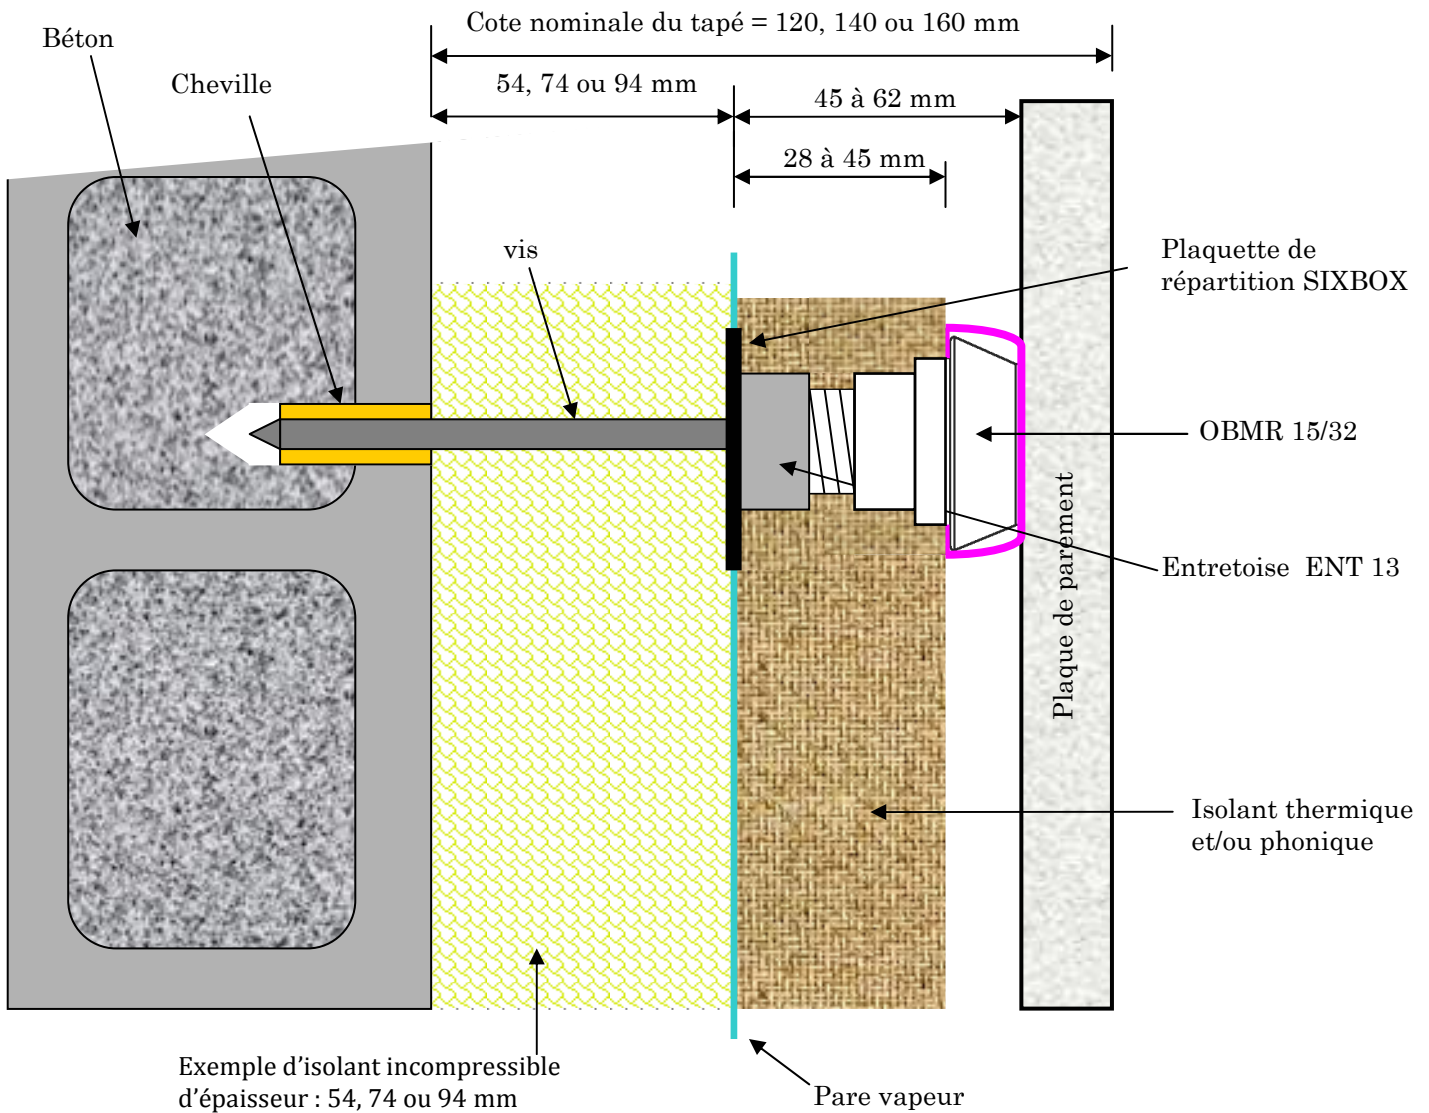 Cote nominale du tapé = 120, 140 ou 160 mm
Béton
Cheville
54, 74 ou 94 mm
45 à 62 mm
28 à 45 mm
vis
Plaquette de
répartition SIXBOX
OBMR 15/32
Plaque de parement
Entretoise ENT 13
Isolant thermique
et/ou phonique
Exemple d'isolant incompressible
d'épaisseur : 54, 74 ou 94 mm
Pare vapeur